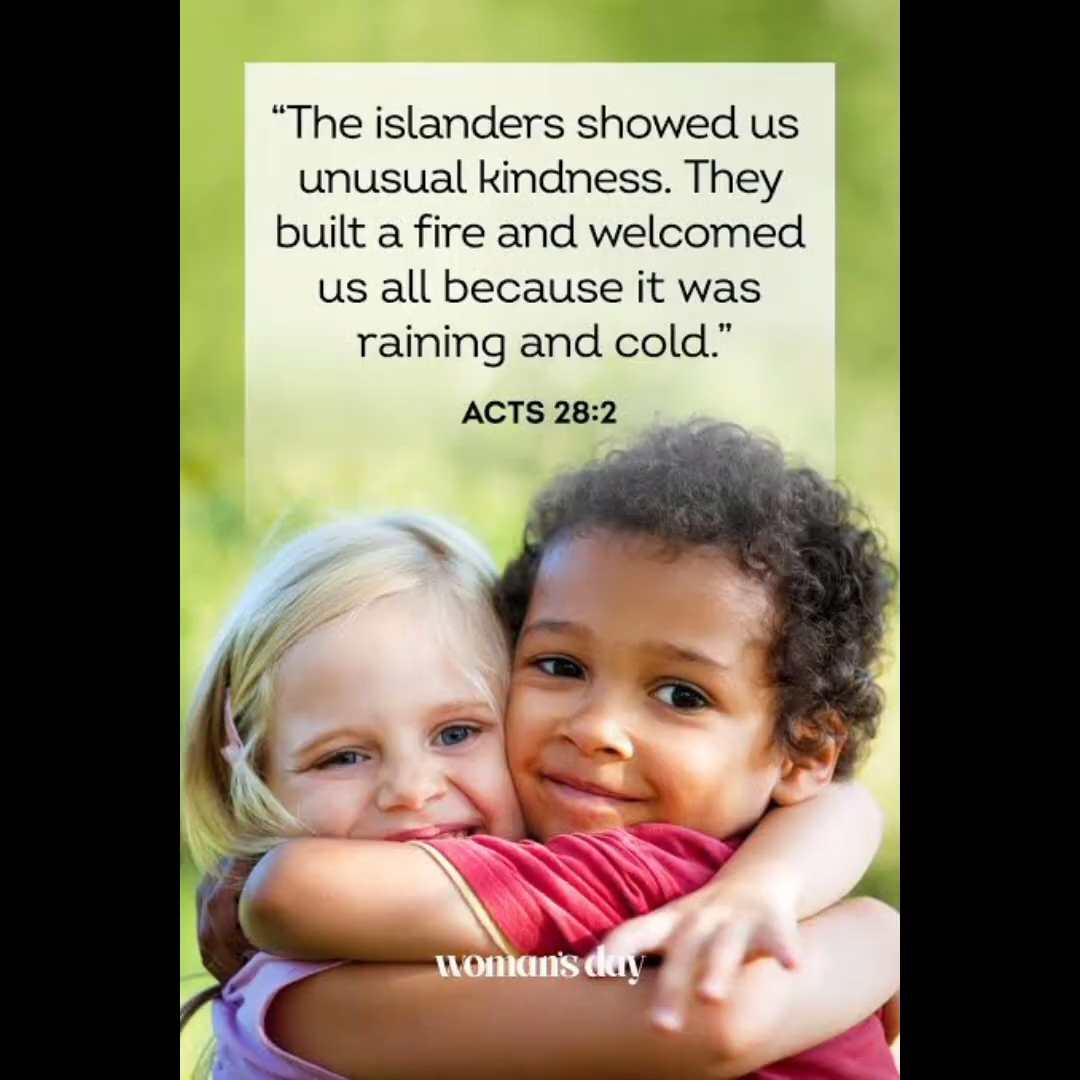 “The islanders showed us
unusual kindness. They
built a fire and welcomed
us all because it was
raining and cold.”
ACTS 28:2
woman's day